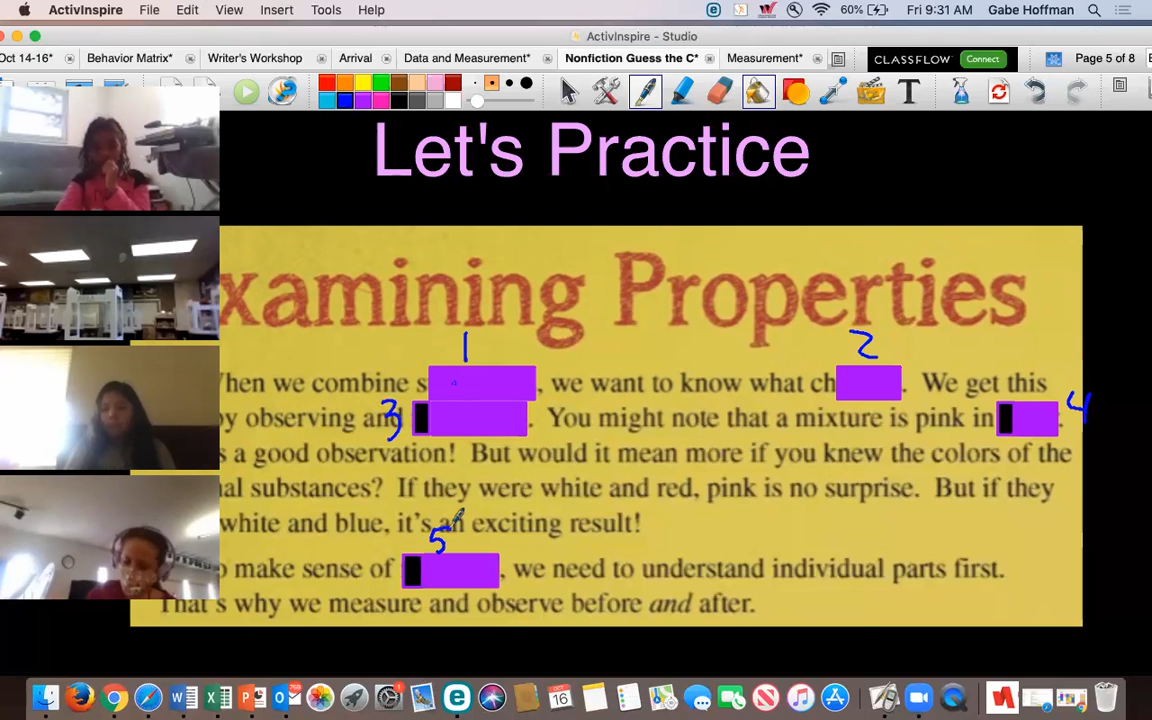 ActivInspire File Edit View Insert Tools Help 60% Fri 9:31 AM Gabe Hoffman
ActivInspire - Studio
Oct 14-16* Behavior Matrix* Writer's Workshop Arrival Data and Measurement* Nonfiction Guess the C* Measurement* CLASSFLOW Connect Page 5 of 8
Let's Practice
xamining Properties
1 2
hen we combine s , we want to know what ch . We get this
3 4
by observing and . You might note that a mixture is pink in :
s a good observation! But would it mean more if you knew the colors of the
al substances? If they were white and red, pink is no surprise. But if they
white and blue, it's an exciting result!
5
o make sense of , we need to understand individual parts first.
That's why we measure and observe before and after.
OCT
16